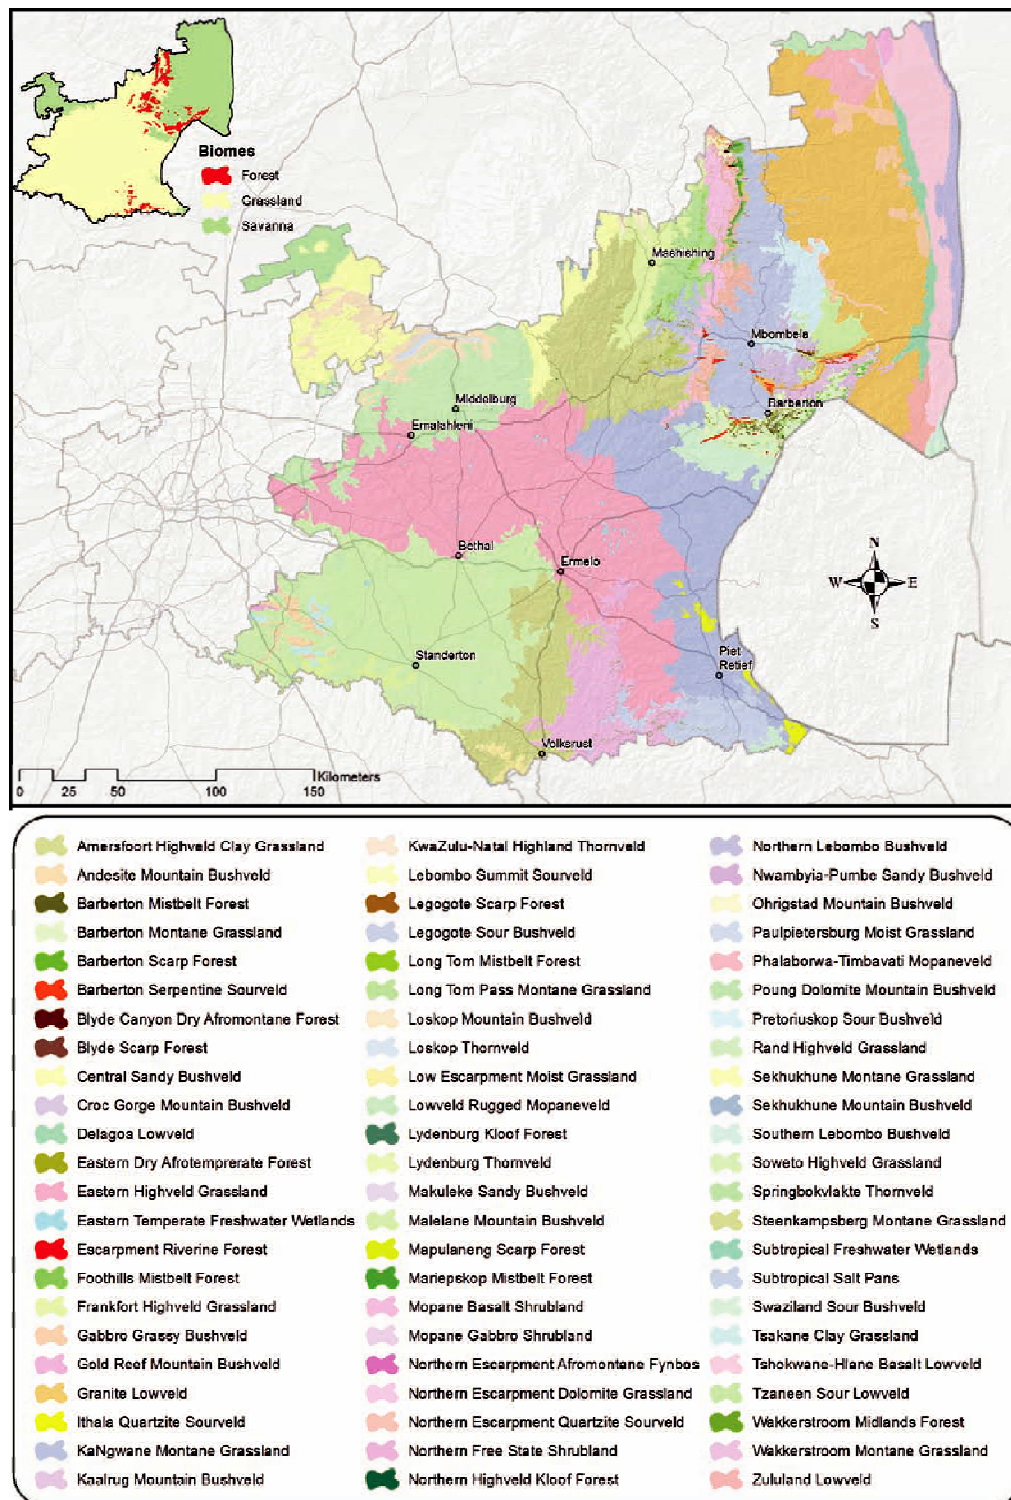 Biomes
Forest
Grassland
Savanna
Mashishing
Mbombela
Barberton
Middelburg
Emalahleni
Bethal
Ermelo
Standerton
Piet
Retief
Volksrust
N
W E
S
Kilometers
0 25 50 100 150
Amersfoort Highveld Clay Grassland
Andesite Mountain Bushveld
Barberton Mistbelt Forest
Barberton Montane Grassland
Barberton Scarp Forest
Barberton Serpentine Sourveld
Blyde Canyon Dry Afromontane Forest
Blyde Scarp Forest
Central Sandy Bushveld
Croc Gorge Mountain Bushveld
Delagoa Lowveld
Eastern Dry Afrotemprerate Forest
Eastern Highveld Grassland
Eastern Temperate Freshwater Wetlands
Escarpment Riverine Forest
Foothills Mistbelt Forest
Frankfort Highveld Grassland
Gabbro Grassy Bushveld
Gold Reef Mountain Bushveld
Granite Lowveld
Ithala Quartzite Sourveld
KaNgwane Montane Grassland
Kaalrug Mountain Bushveld
KwaZulu-Natal Highland Thornveld
Lebombo Summit Sourveld
Legogote Scarp Forest
Legogote Sour Bushveld
Long Tom Mistbelt Forest
Long Tom Pass Montane Grassland
Loskop Mountain Bushveld
Loskop Thornveld
Low Escarpment Moist Grassland
Lowveld Rugged Mopaneveld
Lydenburg Kloof Forest
Lydenburg Thornveld
Makuleke Sandy Bushveld
Malelane Mountain Bushveld
Mapulaneng Scarp Forest
Mariepskop Mistbelt Forest
Mopane Basalt Shrubland
Mopane Gabbro Shrubland
Northern Escarpment Afromontane Fynbos
Northern Escarpment Dolomite Grassland
Northern Escarpment Quartzite Sourveld
Northern Free State Shrubland
Northern Highveld Kloof Forest
Northern Lebombo Bushveld
Nwambyia-Pumbe Sandy Bushveld
Ohrigstad Mountain Bushveld
Paulpietersburg Moist Grassland
Phalaborwa-Timbavati Mopaneveld
Poung Dolomite Mountain Bushveld
Pretoriuskop Sour Bushveld
Rand Highveld Grassland
Sekhukhune Montane Grassland
Sekhukhune Mountain Bushveld
Southern Lebombo Bushveld
Soweto Highveld Grassland
Springbokvlakte Thornveld
Steenkampsberg Montane Grassland
Subtropical Freshwater Wetlands
Subtropical Salt Pans
Swaziland Sour Bushveld
Tsakane Clay Grassland
Tshokwane-Hlane Basalt Lowveld
Tzaneen Sour Lowveld
Wakkerstroom Midlands Forest
Wakkerstroom Montane Grassland
Zululand Lowveld